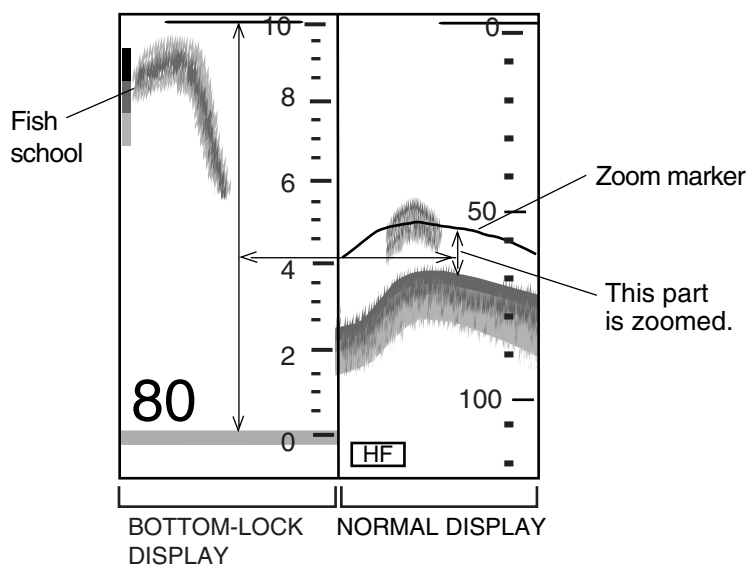 10
8
6
4
2
0
80
0
50
100
HF
Fish
school
Zoom marker
This part
is zoomed.
BOTTOM-LOCK
DISPLAY
NORMAL DISPLAY